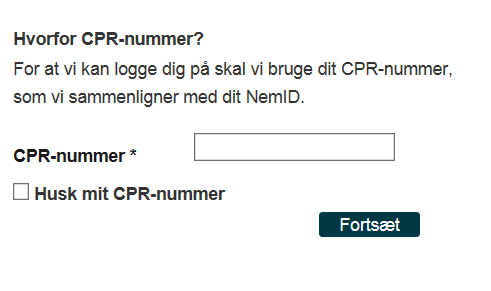 Hvorfor CPR-nummer?
For at vi kan logge dig på skal vi bruge dit CPR-nummer,
som vi sammenligner med dit NemID.
CPR-nummer *
Husk mit CPR-nummer
Fortsæt